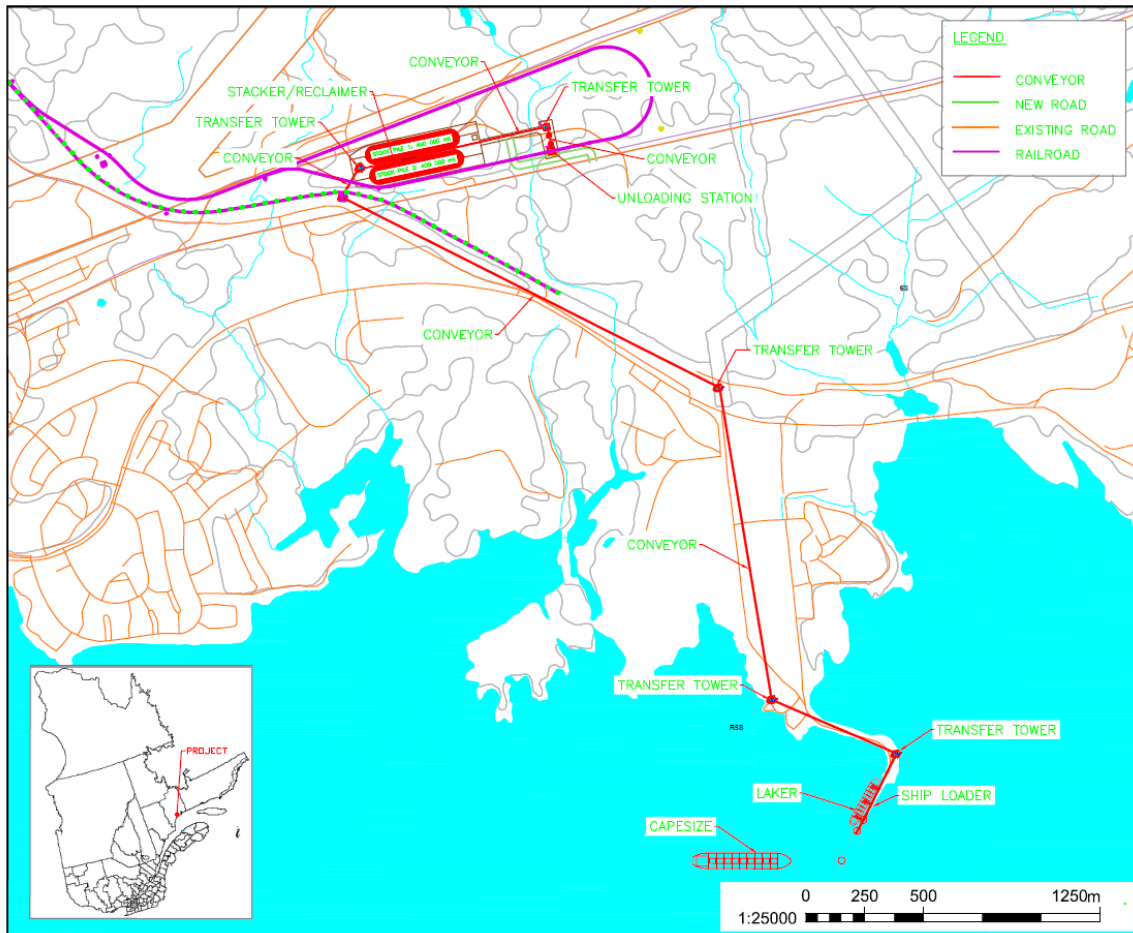 LEGEND
CONVEYOR
NEW ROAD
EXISTING ROAD
RAILROAD
CONVEYOR
STACKER/RECLAIMER
TRANSFER TOWER
TRANSFER TOWER
CONVEYOR
CONVEYOR
UNLOADING STATION
CONVEYOR
TRANSFER TOWER
CONVEYOR
TRANSFER TOWER
RSS
TRANSFER TOWER
LAKER
SHIP LOADER
CAPESIZE
PROJECT
0 250 500 1250m
1:25000